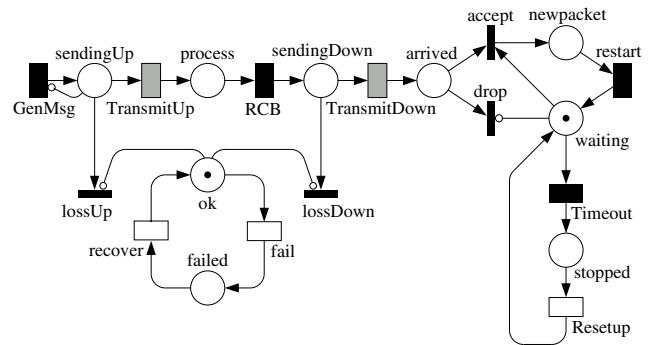 accept
newpacket
sendingUp
process
sendingDown
arrived
restart
GenMsg
TransmitUp
RCB
TransmitDown
drop
waiting
lossUp
ok
lossDown
Timeout
recover
fail
failed
stopped
Resetup